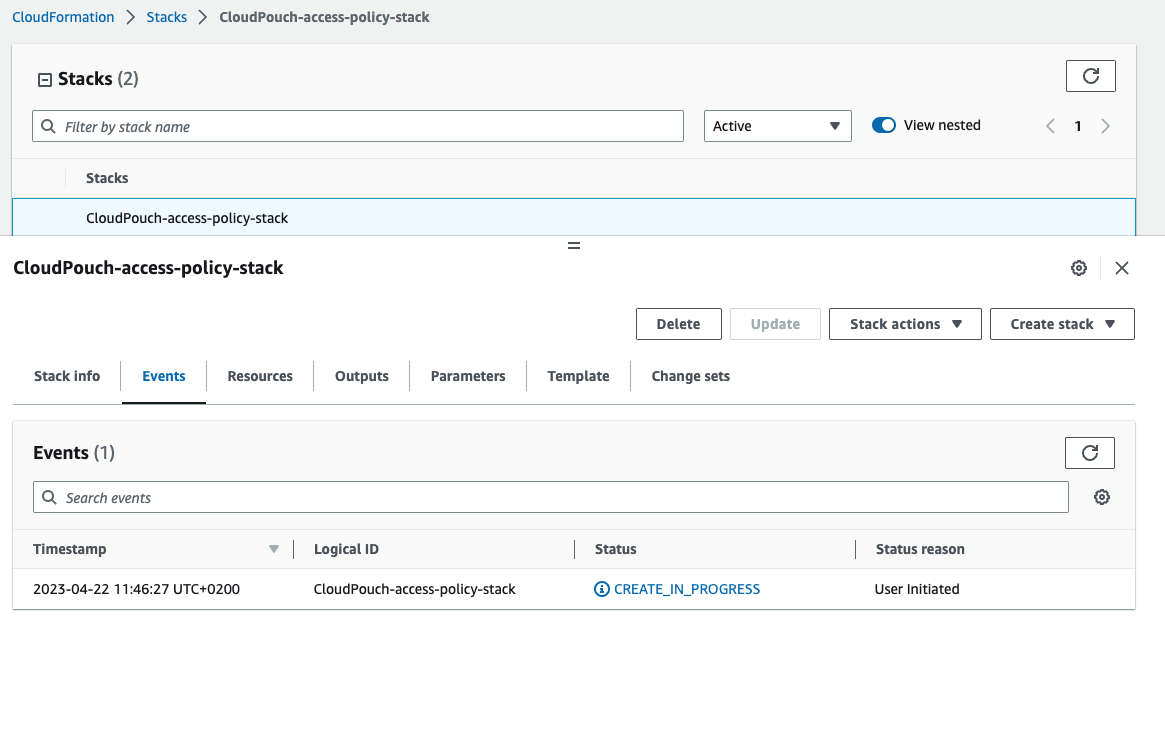 CloudFormation > Stacks > CloudPouch-access-policy-stack
Stacks (2)
Filter by stack name Active View nested 1
Stacks
CloudPouch-access-policy-stack
CloudPouch-access-policy-stack
Delete Update Stack actions Create stack
Stack info Events Resources Outputs Parameters Template Change sets
Events (1)
Search events
Timestamp Logical ID Status Status reason
2023-04-22 11:46:27 UTC+0200 CloudPouch-access-policy-stack CREATE_IN_PROGRESS User Initiated